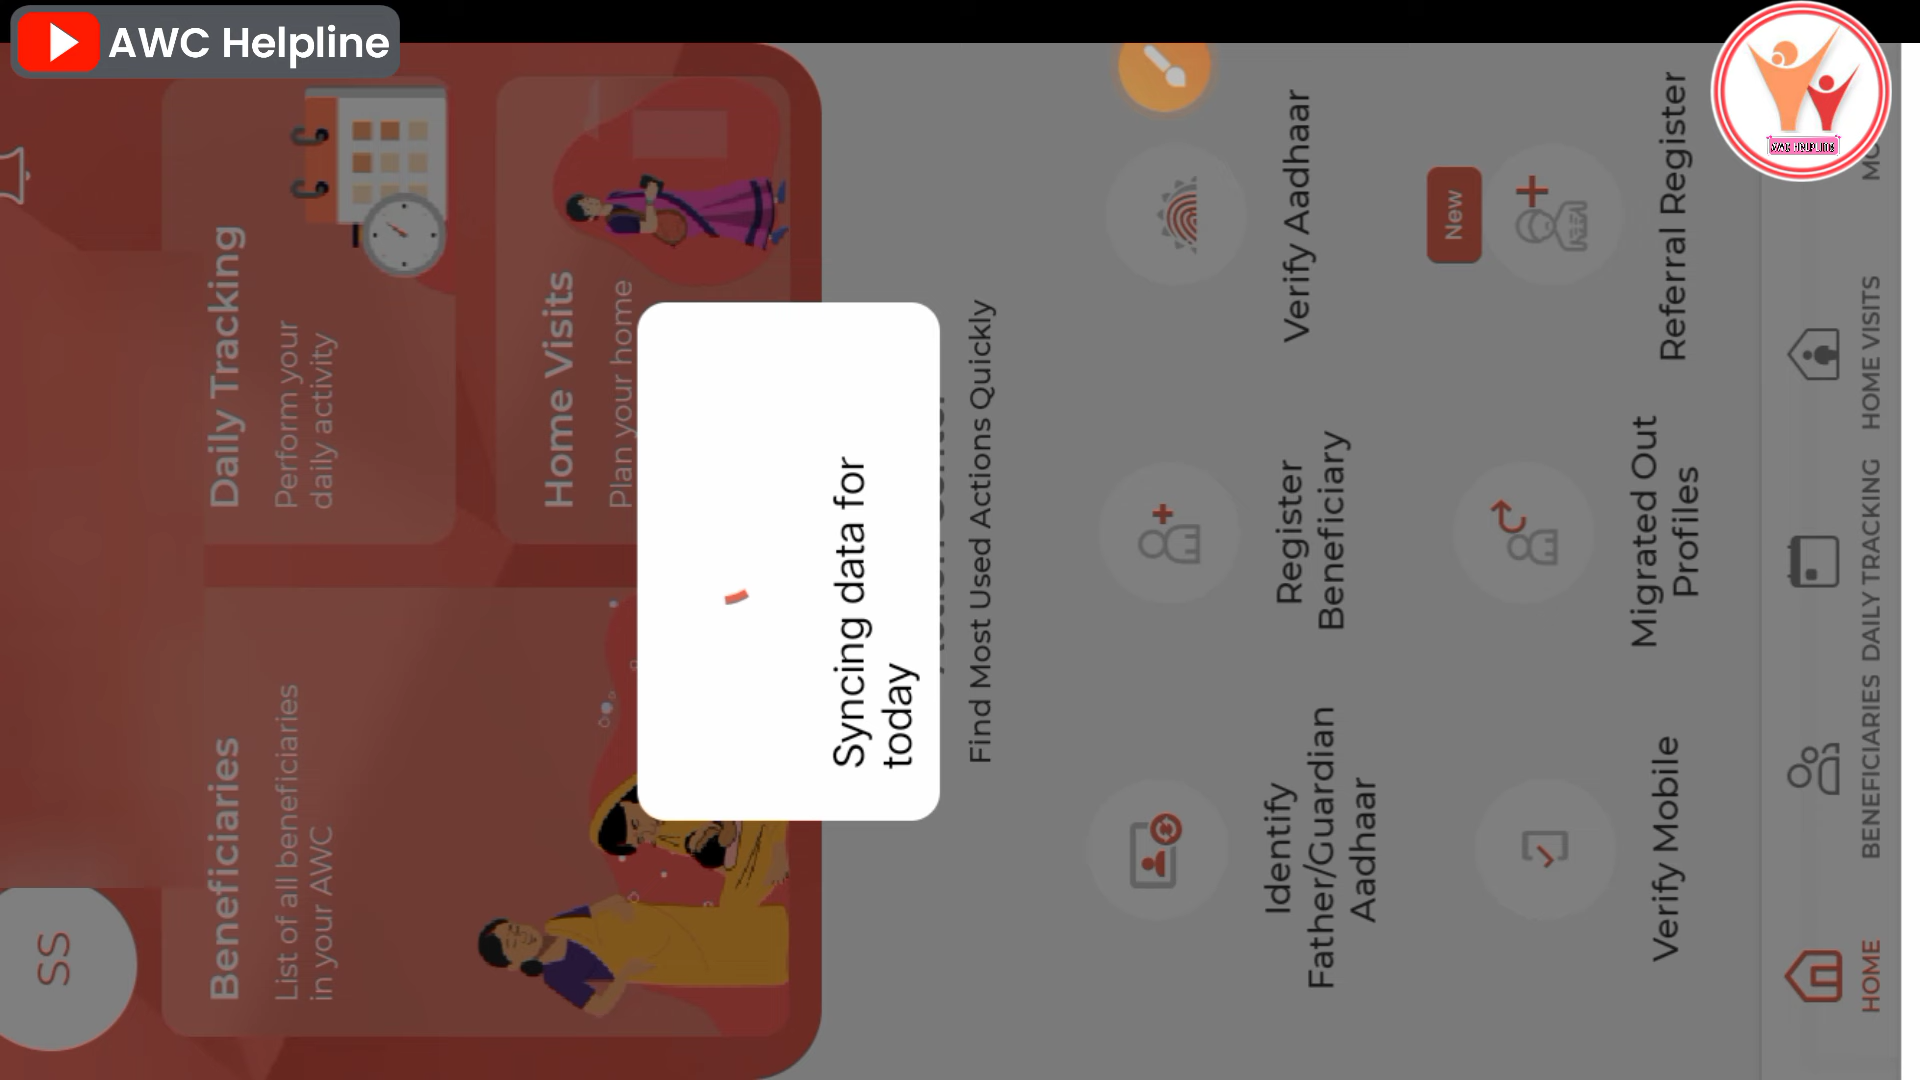 AWC Helpline
AWC HELPLINE
SS
Beneficiaries
List of all beneficiaries
in your AWC
Daily Tracking
Perform your
daily activity
Home Visits
Plan your home
Syncing data for
today
Find Most Used Actions Quickly
Identify
Father/Guardian
Aadhaar
Register
Beneficiary
Verify Aadhaar
Verify Mobile
Migrated Out
Profiles
New
Referral Register
HOME
BENEFICIARIES
DAILY TRACKING
HOME VISITS